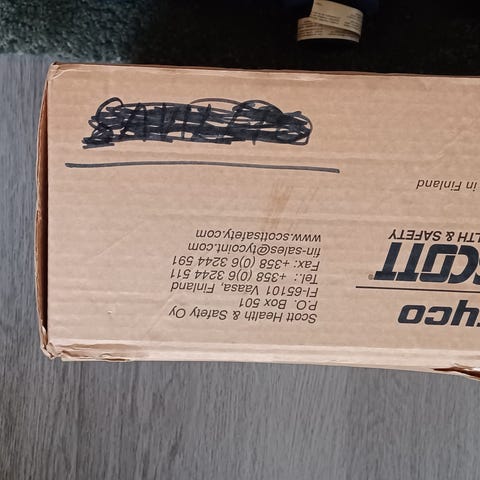 tyco
SCOTT
HEALTH & SAFETY
in Finland
Scott Health & Safety Oy
P.O. Box 501
FI-65101 Vaasa, Finland
Tel.: +358 (0)6 3244 511
Fax: +358 (0)6 3244 591
fin-sales@tycoint.com
www.scottsafety.com